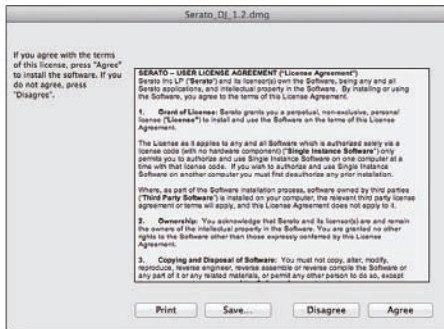 Serato_DJ_1.2.dmg
If you agree with the terms
of this license, press "Agree"
to install the software. If you
do not agree, press
"Disagree".
SERATO – USER LICENSE AGREEMENT ("License Agreement")
Serato Inc LP ("Serato") and its licensor(s) own the Software, being any and all
Serato applications, and intellectual property in the Software. By installing or using
the Software, you agree to the terms of this License Agreement.
1. Grant of License: Serato grants you a perpetual, non-exclusive, personal
license ("License") to install and use the Software on the terms of this License
Agreement.
The License as it applies to any and all Software which is authorized solely via a
license code (with no hardware component) ("Single Instance Software") only
permits you to authorize and use Single Instance Software on one computer at a
time with that license code. If you wish to authorize and use Single Instance
Software on another computer you must first deauthorize any prior installation.
Where, as part of the Software installation process, software owned by third parties
("Third Party Software") is installed on your computer, the relevant third party license
agreement or terms will apply, and this License Agreement does not apply to it.
2. Ownership: You acknowledge that Serato and its licensor(s) are and remain
the owners of the intellectual property in the Software. You are granted no other
rights to the Software other than those expressly conferred by this License
Agreement.
3. Copying and Disposal of Software: You must not copy, alter, modify,
reproduce, reverse engineer, reverse assemble or reverse compile the Software or
any part of it or any related materials, or permit any other person to do so, except
Print Save... Disagree Agree